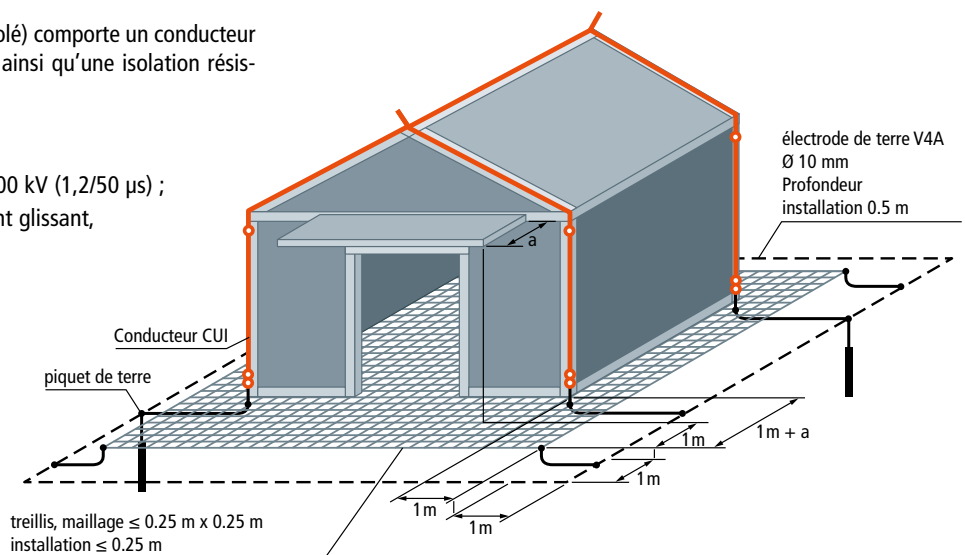 olé) comporte un conducteur
ainsi qu'une isolation résis-
00 kV (1,2/50 µs) ;
nt glissant,
électrode de terre V4A
Ø 10 mm
Profondeur
installation 0.5 m
a
Conducteur CUI
piquet de terre
1m
1m + a
1m
1m
1m
treillis, maillage ≤ 0.25 m x 0.25 m
installation ≤ 0.25 m